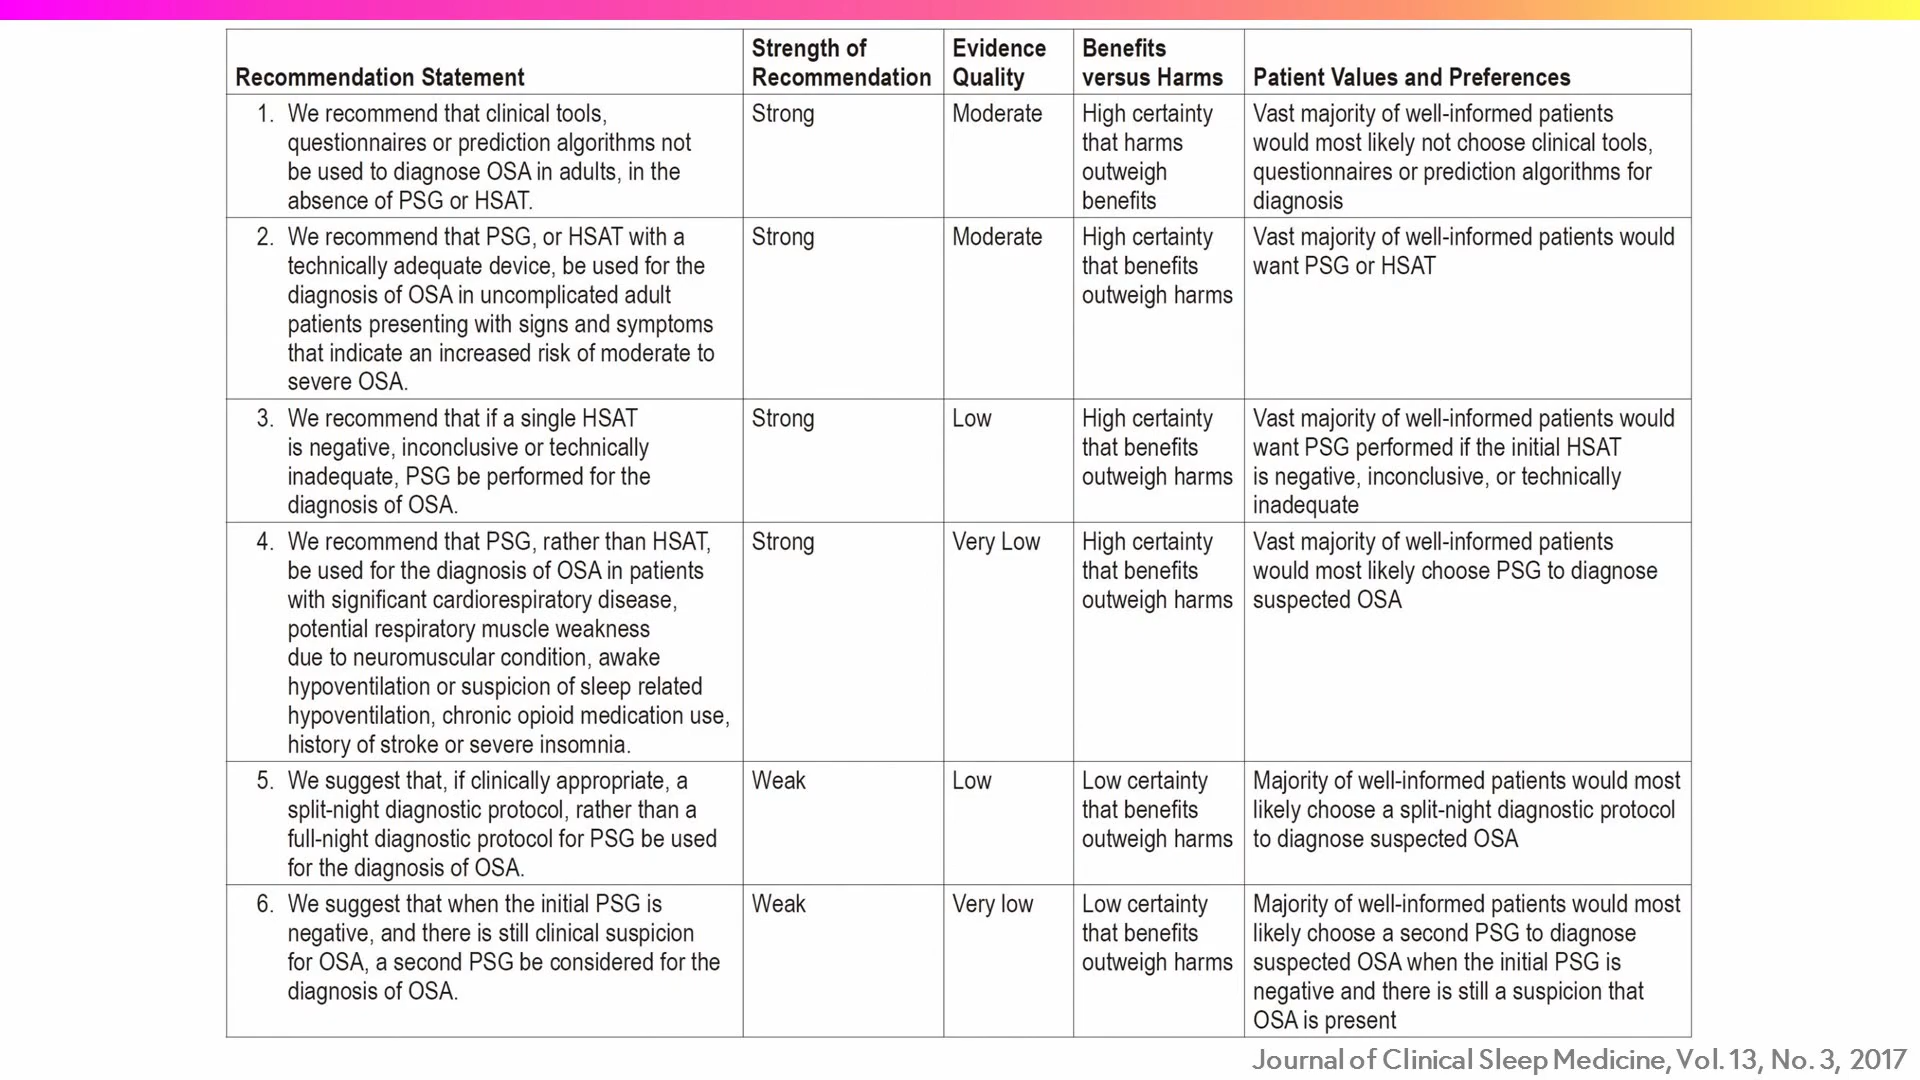 Recommendation Statement
Strength of
Recommendation
Evidence
Quality
Benefits
versus Harms
Patient Values and Preferences
1. We recommend that clinical tools,
questionnaires or prediction algorithms not
be used to diagnose OSA in adults, in the
absence of PSG or HSAT.
Strong
Moderate
High certainty
that harms
outweigh
benefits
Vast majority of well-informed patients
would most likely not choose clinical tools,
questionnaires or prediction algorithms for
diagnosis
2. We recommend that PSG, or HSAT with a
technically adequate device, be used for the
diagnosis of OSA in uncomplicated adult
patients presenting with signs and symptoms
that indicate an increased risk of moderate to
severe OSA.
Strong
Moderate
High certainty
that benefits
outweigh harms
Vast majority of well-informed patients would
want PSG or HSAT
3. We recommend that if a single HSAT
is negative, inconclusive or technically
inadequate, PSG be performed for the
diagnosis of OSA.
Strong
Low
High certainty
that benefits
outweigh harms
Vast majority of well-informed patients would
want PSG performed if the initial HSAT
is negative, inconclusive, or technically
inadequate
4. We recommend that PSG, rather than HSAT,
be used for the diagnosis of OSA in patients
with significant cardiorespiratory disease,
potential respiratory muscle weakness
due to neuromuscular condition, awake
hypoventilation or suspicion of sleep related
hypoventilation, chronic opioid medication use,
history of stroke or severe insomnia.
Strong
Very Low
High certainty
that benefits
outweigh harms
Vast majority of well-informed patients
would most likely choose PSG to diagnose
suspected OSA
5. We suggest that, if clinically appropriate, a
split-night diagnostic protocol, rather than a
full-night diagnostic protocol for PSG be used
for the diagnosis of OSA.
Weak
Low
Low certainty
that benefits
outweigh harms
Majority of well-informed patients would most
likely choose a split-night diagnostic protocol
to diagnose suspected OSA
6. We suggest that when the initial PSG is
negative, and there is still clinical suspicion
for OSA, a second PSG be considered for the
diagnosis of OSA.
Weak
Very low
Low certainty
that benefits
outweigh harms
Majority of well-informed patients would most
likely choose a second PSG to diagnose
suspected OSA when the initial PSG is
negative and there is still a suspicion that
OSA is present
Journal of Clinical Sleep Medicine, Vol. 13, No. 3, 2017